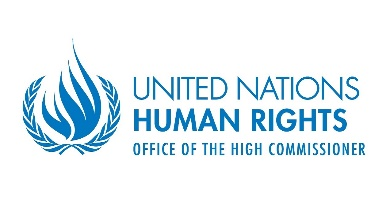 UNITED NATIONS
HUMAN RIGHTS
OFFICE OF THE HIGH COMMISSIONER